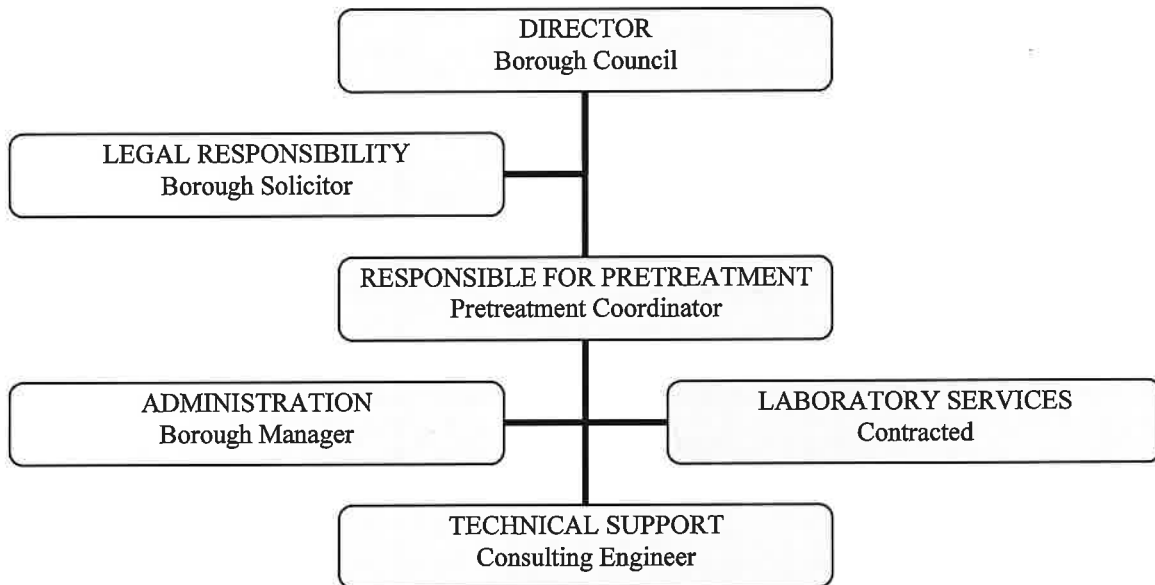 DIRECTOR
Borough Council
LEGAL RESPONSIBILITY
Borough Solicitor
RESPONSIBLE FOR PRETREATMENT
Pretreatment Coordinator
ADMINISTRATION
Borough Manager
LABORATORY SERVICES
Contracted
TECHNICAL SUPPORT
Consulting Engineer